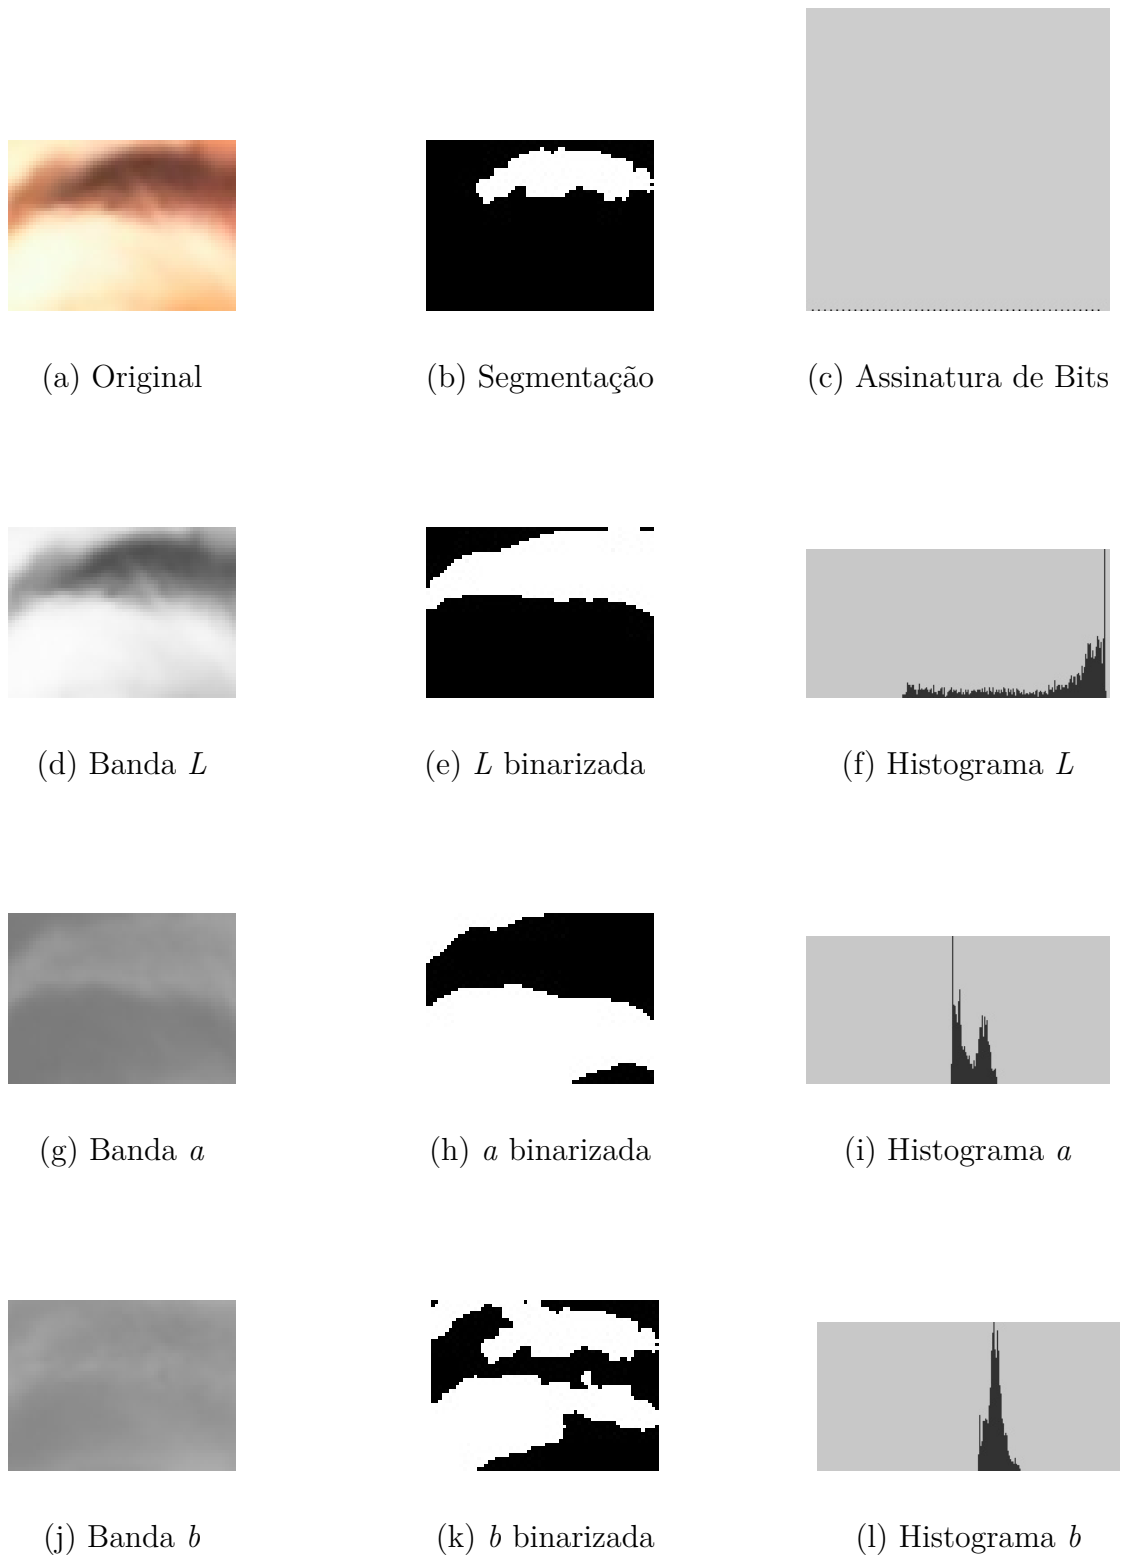 (a) Original
(b) Segmentação
(c) Assinatura de Bits
(d) Banda L
(e) L binarizada
(f) Histograma L
(g) Banda a
(h) a binarizada
(i) Histograma a
(j) Banda b
(k) b binarizada
(l) Histograma b